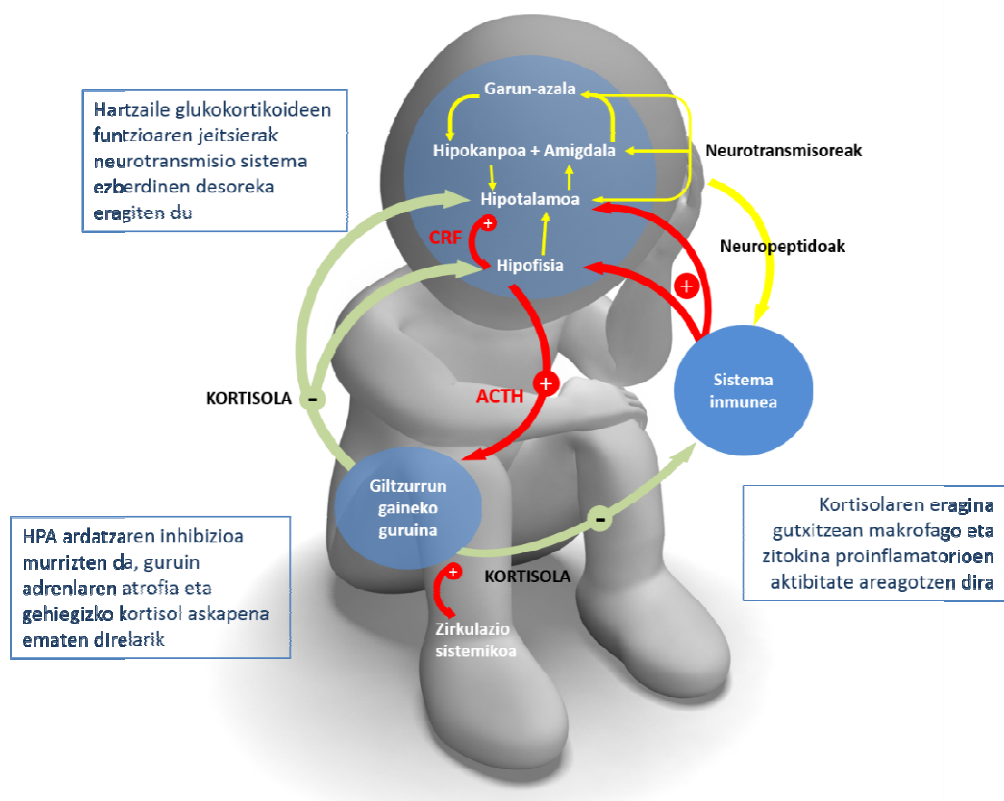 Garun-azala
Hartzaile glukokortikoideen
funtzioaren jeitsierak
neurotransmisio sistema
ezberdinen desoreka
eragiten du
Hipokanpoa + Amigdala
Neurotransmisoreak
Hipotalamoa
CRF
+
Neuropeptidoak
Hipofisia
+
Sistema
inmunea
+
ACTH
KORTISOLA
-
Giltzurrun
gaineko
guruina
Kortisolaren eragina
gutxitzean makrofago eta
zitokina proinflamatorioen
aktibitate areagotzen dira
-
HPA ardatzaren inhibizioa
murrizten da, guruin
adrenlaren atrofia eta
gehiegizko kortisol askapena
ematen direlarik
KORTISOLA
+
Zirkulazio
sistemikoa